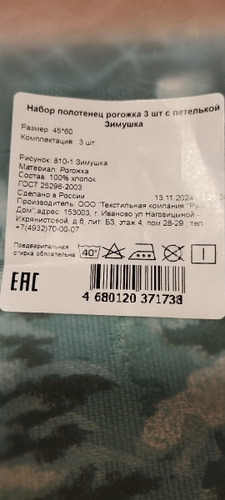 Набор полотенец рогожка 3 шт с петелькой
Зимушка
Размер: 45*60
Комплектация: 3 шт
Рисунок: 810-1 Зимушка
Материал: Рогожка
Состав: 100% хлопок
ГОСТ 25296-2003
Сделано в России 13.11.2024
Производитель: ООО "Текстильная компания "Ру
Дом", адрес: 153003, г. Иваново ул Наговицыной -
Икрянистовой, д.6, лит. Б3, этаж 4, пом 28-29 , тел
+7(4932)70-00-07
Предварительная
стирка обязательна
40°
EAC
4 680120 371738